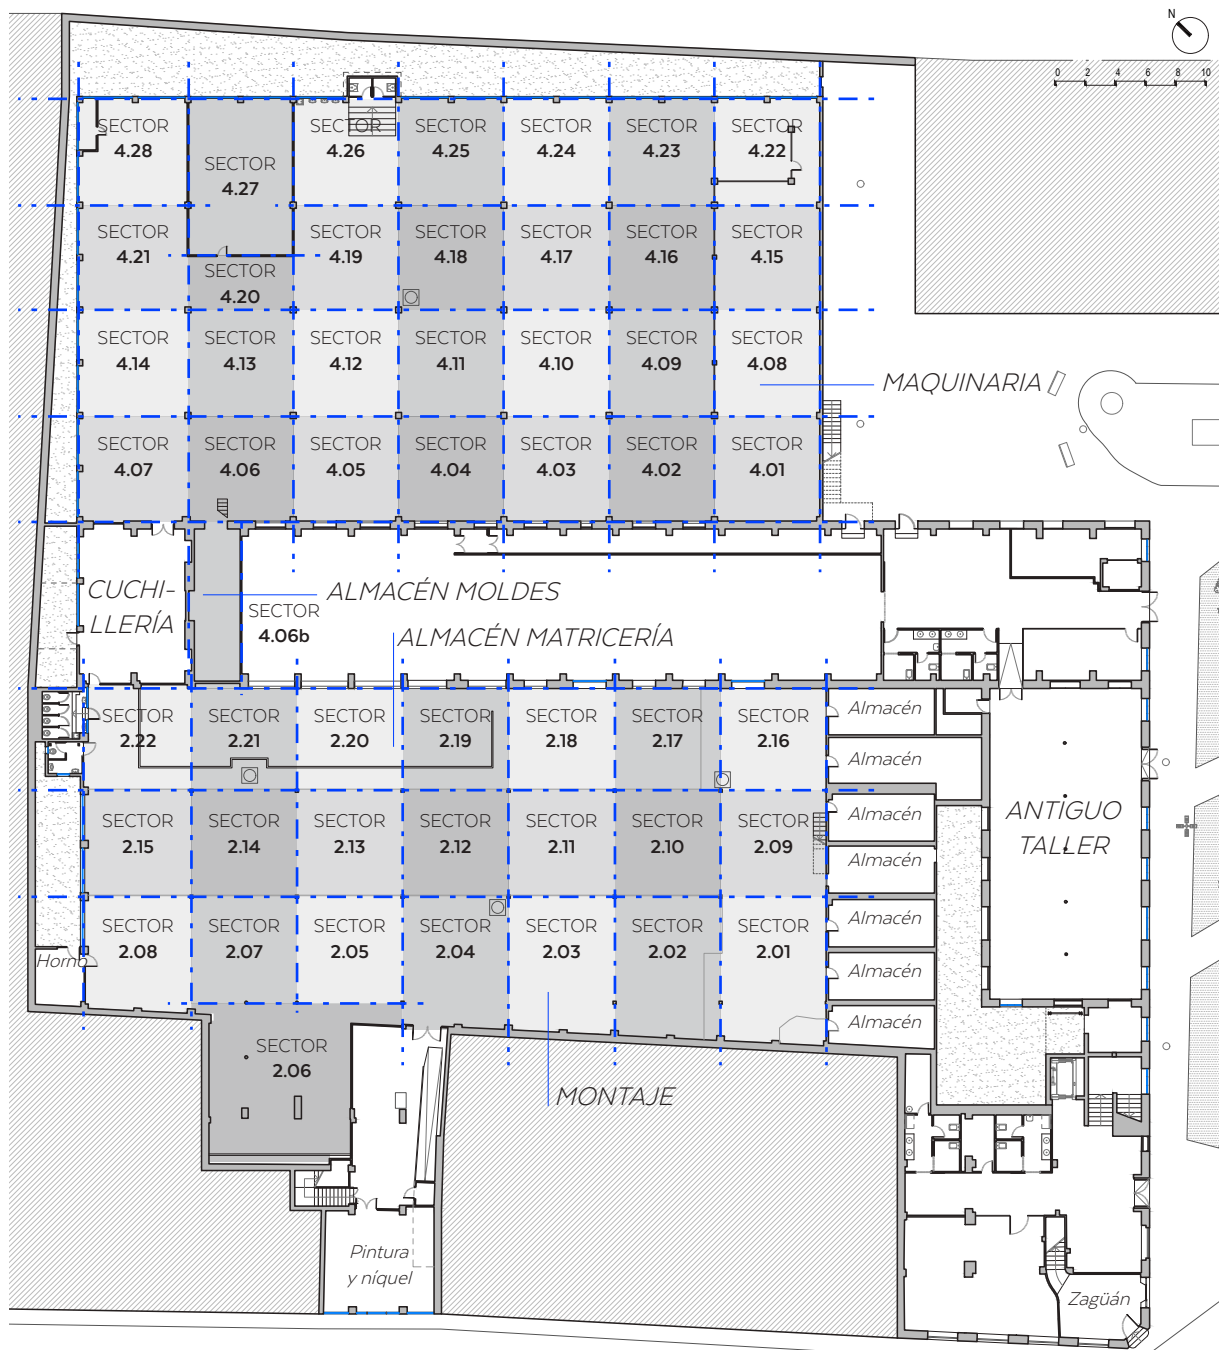 N
0 2 4 6 8 10
SECTOR
4.28
SECTOR
4.27
SECTOR
4.26
SECTOR
4.25
SECTOR
4.24
SECTOR
4.23
SECTOR
4.22
SECTOR
4.21
SECTOR
4.20
SECTOR
4.19
SECTOR
4.18
SECTOR
4.17
SECTOR
4.16
SECTOR
4.15
SECTOR
4.14
SECTOR
4.13
SECTOR
4.12
SECTOR
4.11
SECTOR
4.10
SECTOR
4.09
SECTOR
4.08
MAQUINARIA
SECTOR
4.07
SECTOR
4.06
SECTOR
4.05
SECTOR
4.04
SECTOR
4.03
SECTOR
4.02
SECTOR
4.01
CUCHI-
LLERÍA
ALMACÉN MOLDES
SECTOR
4.06b
ALMACÉN MATRICERÍA
SECTOR
2.22
SECTOR
2.21
SECTOR
2.20
SECTOR
2.19
SECTOR
2.18
SECTOR
2.17
SECTOR
2.16
Almacén
Almacén
SECTOR
2.15
SECTOR
2.14
SECTOR
2.13
SECTOR
2.12
SECTOR
2.11
SECTOR
2.10
SECTOR
2.09
Almacén
Almacén
ANTIGUO
TALLER
SECTOR
2.08
SECTOR
2.07
SECTOR
2.05
SECTOR
2.04
SECTOR
2.03
SECTOR
2.02
SECTOR
2.01
Almacén
Almacén
Almacén
Horno
SECTOR
2.06
MONTAJE
Pintura
y níquel
Zagüán